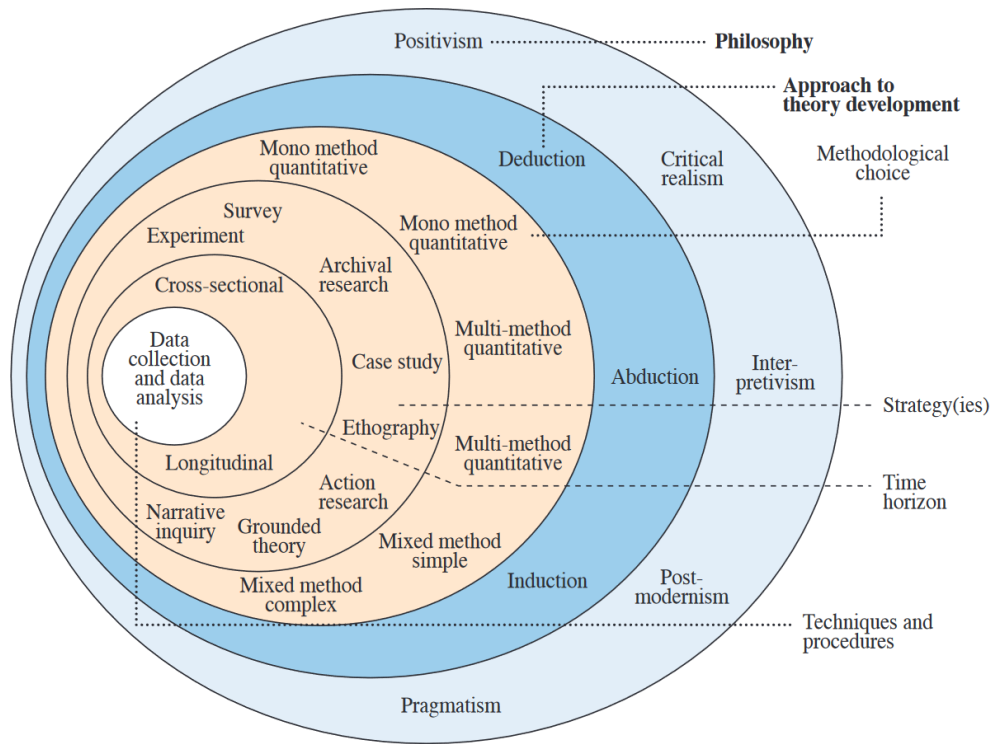 Positivism
Philosophy
Approach to
theory development
Mono method
quantitative
Deduction
Critical
realism
Methodological
choice
Survey
Experiment
Mono method
quantitative
Archival
research
Cross-sectional
Data
collection
and data
analysis
Multi-method
quantitative
Case study
Abduction
Inter-
pretivism
Strategy(ies)
Ethography
Multi-method
quantitative
Longitudinal
Action
research
Time
horizon
Narrative
inquiry
Grounded
theory
Mixed method
simple
Mixed method
complex
Induction
Post-
modernism
Techniques and
procedures
Pragmatism